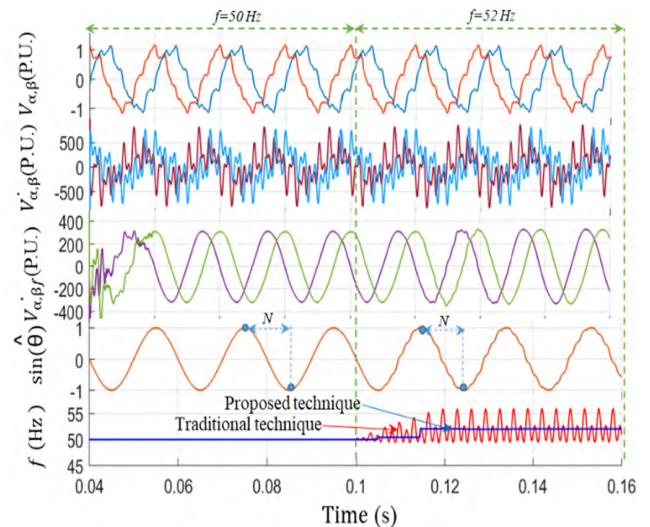 f=50 Hz
f=52 Hz
V_{α,β}(P.U.)
1
0
-1
V^{.}_{α,β}(P.U.)
500
0
-500
V^{.}_{α,βf}(P.U.)
400
200
0
-200
-400
sin(θ̂)
1
0
-1
N
N
f (Hz)
55
50
45
Proposed technique
Traditional technique
0.04
0.06
0.08
0.1
0.12
0.14
0.16
Time (s)